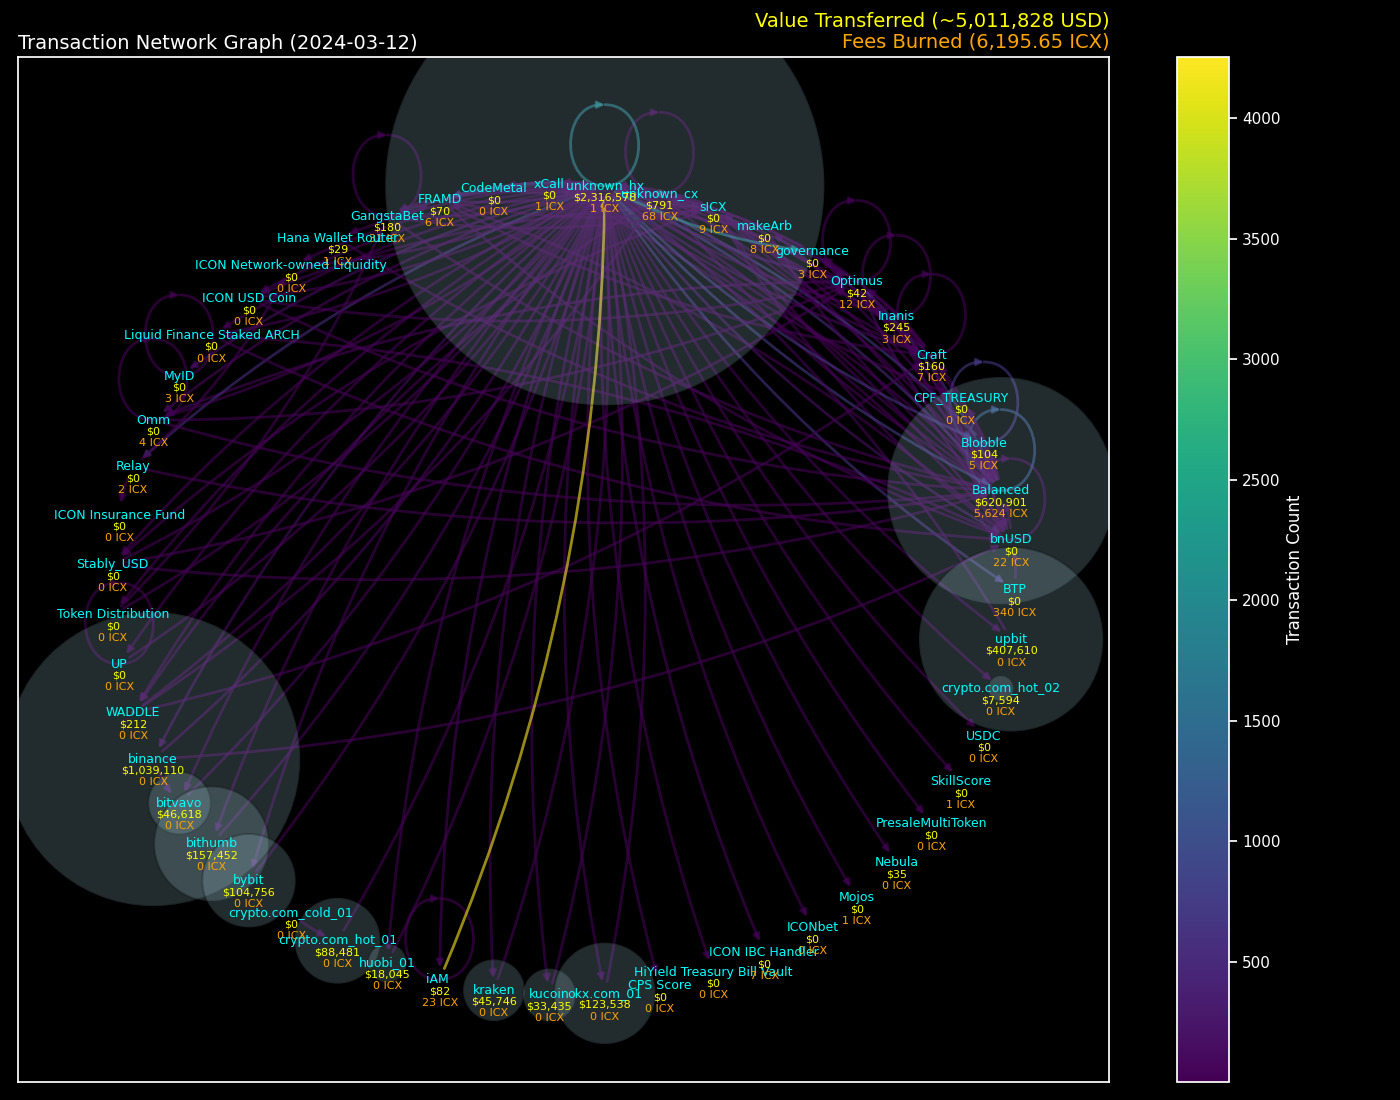 Value Transferred (~5,011,828 USD)
Transaction Network Graph (2024-03-12)
Fees Burned (6,195.65 ICX)
unknown_hx
$2,316,578
1 ICX
xCall
$0
1 ICX
CodeMetal
$0
0 ICX
FRAMD
$70
6 ICX
GangstaBet
$180
ICX
Hana Wallet Router
$29
1 ICX
ICON Network-owned Liquidity
$0
0 ICX
ICON USD Coin
$0
0 ICX
Liquid Finance Staked ARCH
$0
0 ICX
MyID
$0
3 ICX
Omm
$0
4 ICX
Relay
$0
2 ICX
ICON Insurance Fund
$0
0 ICX
Stably_USD
$0
0 ICX
Token Distribution
$0
0 ICX
UP
$0
0 ICX
WADDLE
$212
0 ICX
binance
$1,039,110
0 ICX
bitvavo
$46,618
0 ICX
bithumb
$157,452
0 ICX
bybit
$104,756
0 ICX
crypto.com_cold_01
$0
0 ICX
crypto.com_hot_01
$88,481
0 ICX
huobi_01
$18,045
0 ICX
iAM
$82
23 ICX
kraken
$45,746
0 ICX
kucoin
$33,435
0 ICX
okx.com_01
$123,538
0 ICX
CPS Score
$0
0 ICX
HiYield Treasury Bill Vault
$0
0 ICX
ICON IBC Handler
$0
7 ICX
ICONbet
$0
0 ICX
Mojos
$0
1 ICX
Nebula
$35
0 ICX
PresaleMultiToken
$0
0 ICX
SkillScore
$0
1 ICX
USDC
$0
0 ICX
crypto.com_hot_02
$7,594
0 ICX
upbit
$407,610
0 ICX
BTP
$0
340 ICX
bnUSD
$0
22 ICX
Balanced
$620,901
5,624 ICX
Blobble
$104
5 ICX
CPF_TREASURY
$0
0 ICX
Craft
$160
7 ICX
Inanis
$245
3 ICX
Optimus
$42
12 ICX
governance
$0
3 ICX
makeArb
$0
8 ICX
sICX
$0
9 ICX
unknown_cx
$791
68 ICX
4000
3500
3000
2500
2000
1500
1000
500
Transaction Count